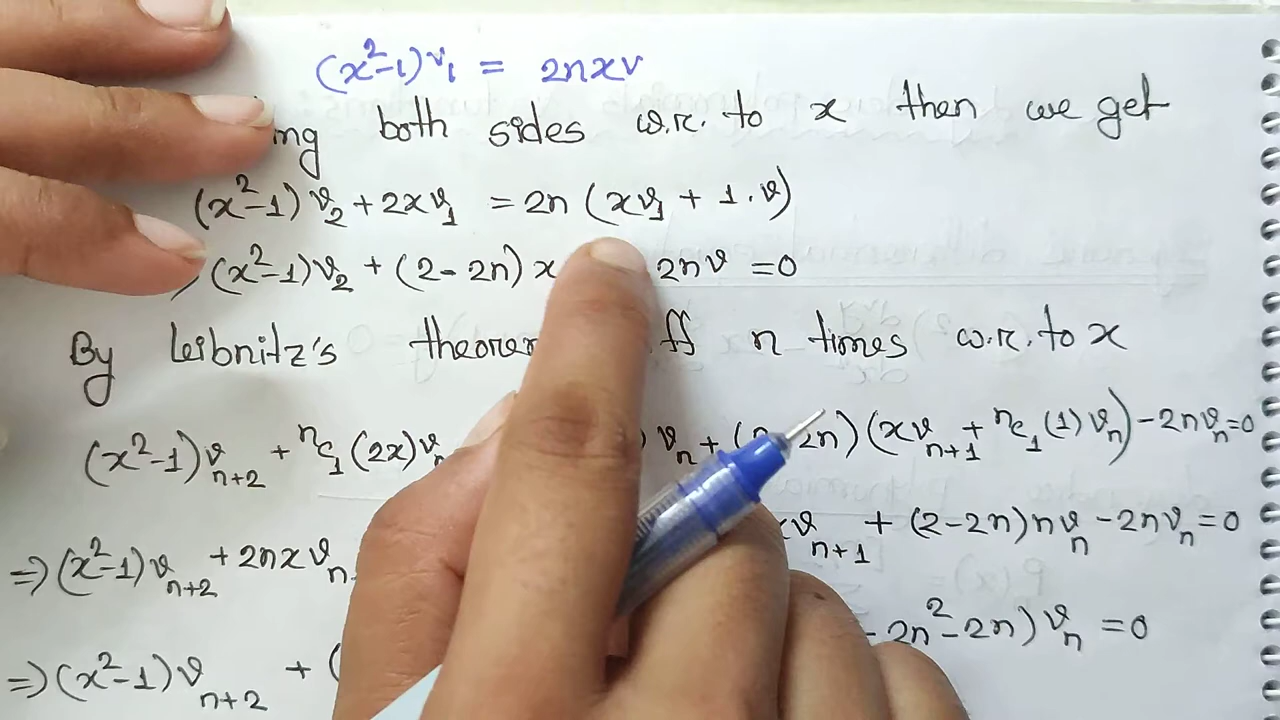 (x²-1)v₁ = 2nxv
both sides w.r. to x then we get
(x²-1)v₂ + 2xv₁ = 2n (xv₁ + 1.v)
(x²-1)v₂ + (2-2n) x 2nv = 0
By Leibnitz's n times w.r. to x
(x²-1)vₙ₊₂ + ⁿc₁(2x)vₙ ) vₙ + 2n)(xvₙ₊₁ + ⁿc₁(1)vₙ) - 2nvₙ = 0
⇒ (x²-1)vₙ₊₂ + 2nxvₙ xvₙ₊₁ + (2-2n)nvₙ - 2nvₙ = 0
⇒ (x²-1)vₙ₊₂ + ( - 2n² - 2n) vₙ = 0